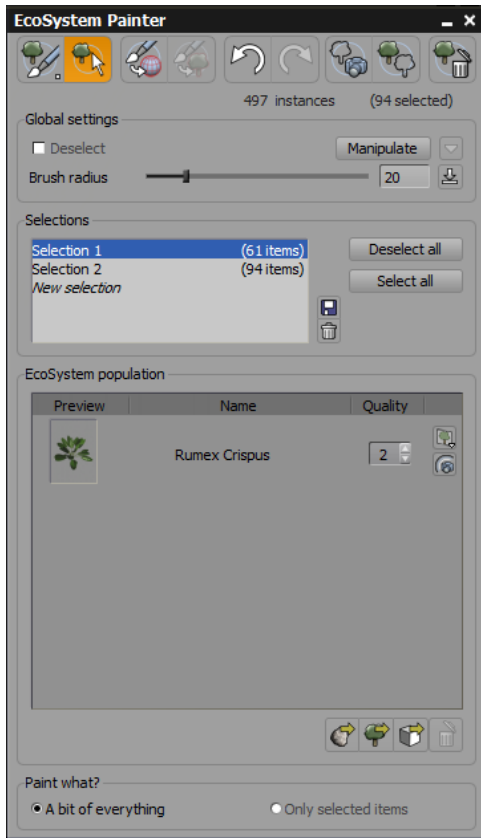 EcoSystem Painter
497 instances (94 selected)
Global settings
Deselect Manipulate
Brush radius 20
Selections
Selection 1 (61 items) Deselect all
Selection 2 (94 items) Select all
New selection
EcoSystem population
Preview Name Quality
Rumex Crispus 2
Paint what?
A bit of everything Only selected items